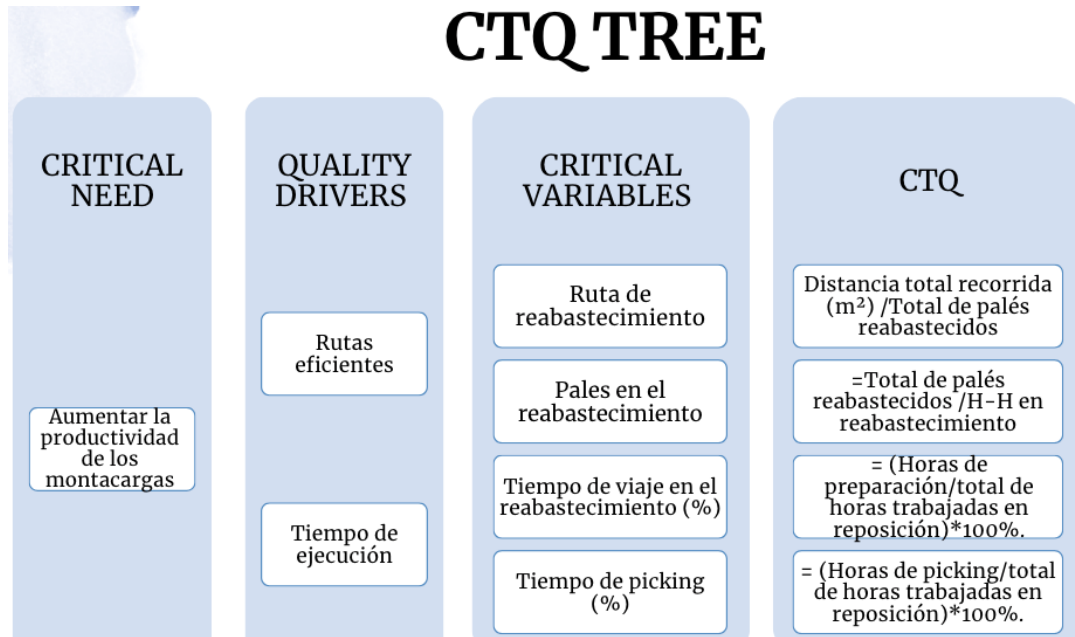 CTQ TREE
CRITICAL
NEED
QUALITY
DRIVERS
CRITICAL
VARIABLES
CTQ
Aumentar la
productividad
de los
montacargas
Rutas
eficientes
Tiempo de
ejecución
Ruta de
reabastecimiento
Pales en el
reabastecimiento
Tiempo de viaje en el
reabastecimiento (%)
Tiempo de picking
(%)
Distancia total recorrida
(m²) /Total de palés
reabastecidos
=Total de palés
reabastecidos /H-H en
reabastecimiento
= (Horas de
preparación/total de
horas trabajadas en
reposición)*100%.
= (Horas de picking/total
de horas trabajadas en
reposición)*100%.